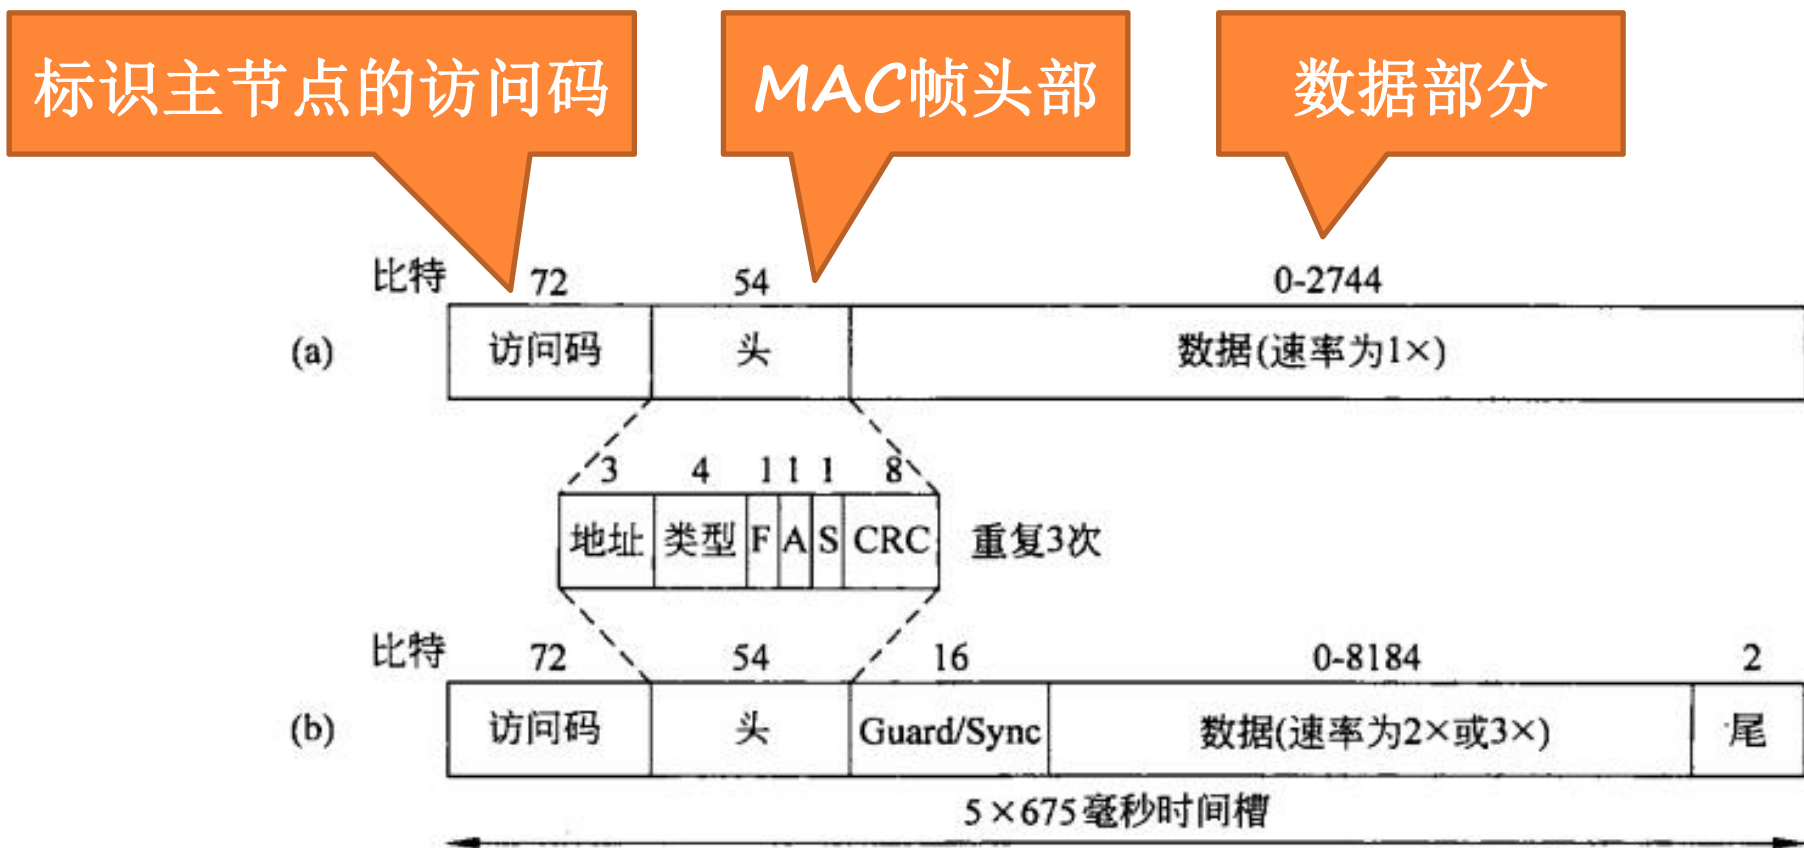 标识主节点的访问码 MAC帧头部 数据部分
比特 72 54 0-2744
(a) 访问码 头 数据(速率为1×)
3 4 1 1 1 8
地址 类型 F A S CRC 重复3次
比特 72 54 16 0-8184 2
(b) 访问码 头 Guard/Sync 数据(速率为2×或3×) 尾
5×675毫秒时间槽